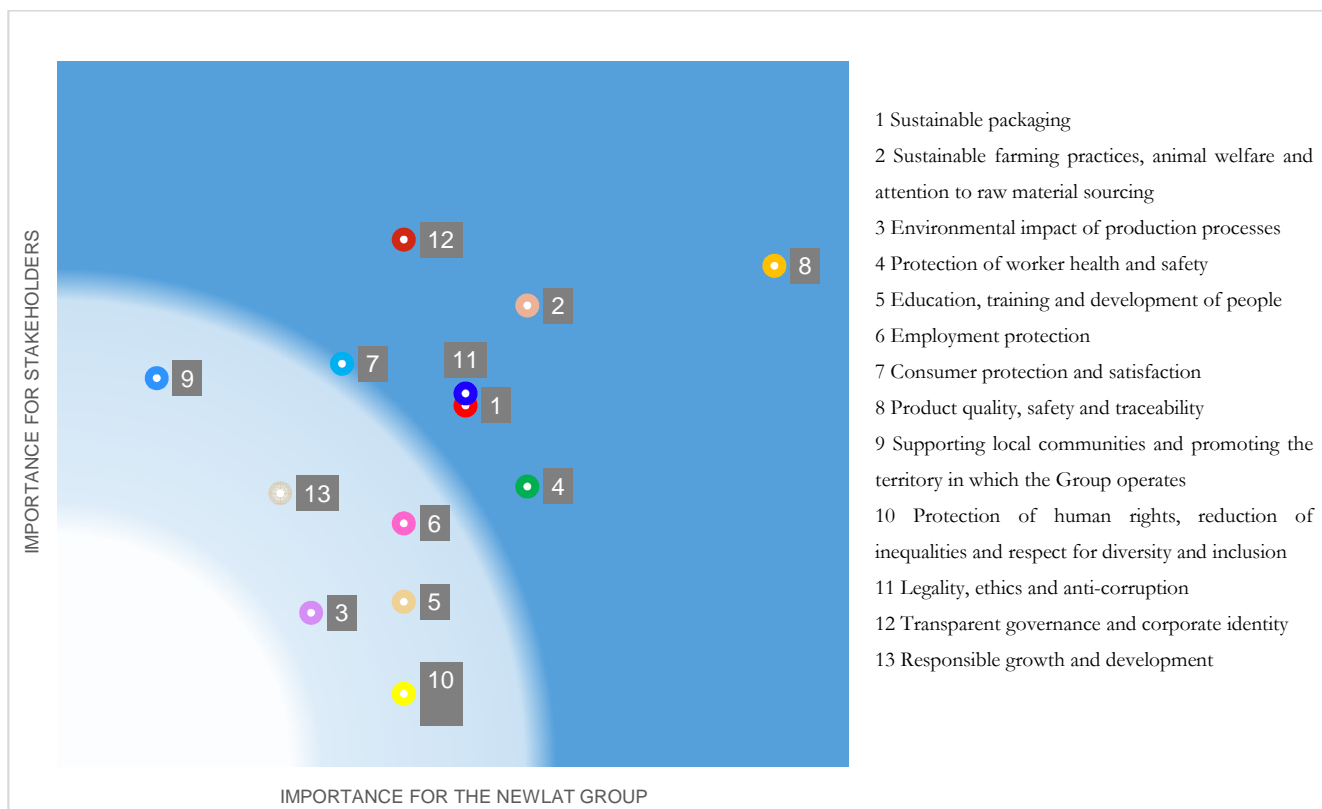 IMPORTANCE FOR STAKEHOLDERS
12
8
2
11
7
9
1
4
13
6
5
3
10
IMPORTANCE FOR THE NEWLAT GROUP
1 Sustainable packaging
2 Sustainable farming practices, animal welfare and
attention to raw material sourcing
3 Environmental impact of production processes
4 Protection of worker health and safety
5 Education, training and development of people
6 Employment protection
7 Consumer protection and satisfaction
8 Product quality, safety and traceability
9 Supporting local communities and promoting the
territory in which the Group operates
10 Protection of human rights, reduction of
inequalities and respect for diversity and inclusion
11 Legality, ethics and anti-corruption
12 Transparent governance and corporate identity
13 Responsible growth and development